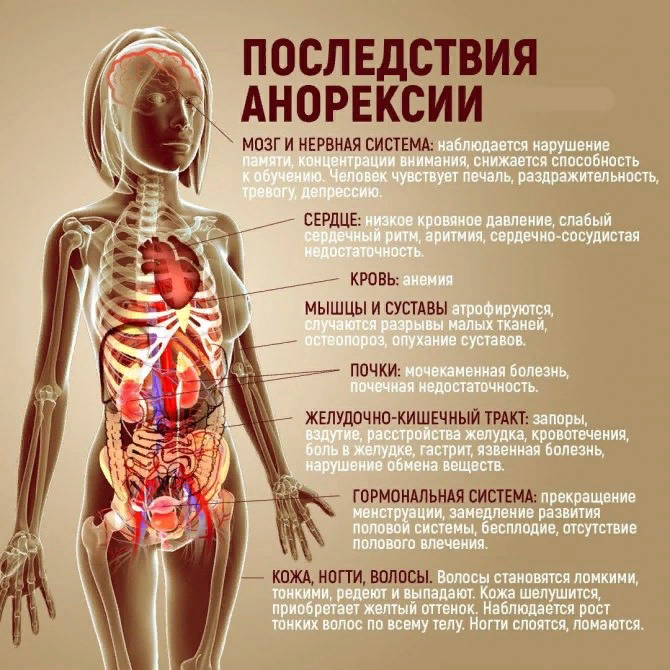 ПОСЛЕДСТВИЯ
АНОРЕКСИИ
МОЗГ И НЕРВНАЯ СИСТЕМА: наблюдается нарушение
памяти, концентрации внимания, снижается способность
к обучению. Человек чувствует печаль, раздражительность,
тревогу, депрессию.
СЕРДЦЕ: низкое кровяное давление, слабый
сердечный ритм, аритмия, сердечно-сосудистая
недостаточность.
КРОВЬ: анемия
МЫШЦЫ И СУСТАВЫ атрофируются,
случаются разрывы малых тканей,
остеопороз, опухание суставов.
ПОЧКИ: мочекаменная болезнь,
почечная недостаточность.
ЖЕЛУДОЧНО-КИШЕЧНЫЙ ТРАКТ: запоры,
вздутие, расстройства желудка, кровотечения,
боль в желудке, гастрит, язвенная болезнь,
нарушение обмена веществ.
ГОРМОНАЛЬНАЯ СИСТЕМА: прекращение
менструации, замедление развития
половой системы, бесплодие, отсутствие
полового влечения.
КОЖА, НОГТИ, ВОЛОСЫ. Волосы становятся ломкими,
тонкими, редеют и выпадают. Кожа шелушится,
приобретает желтый оттенок. Наблюдается рост
тонких волос по всему телу. Ногти слоятся, ломаются.